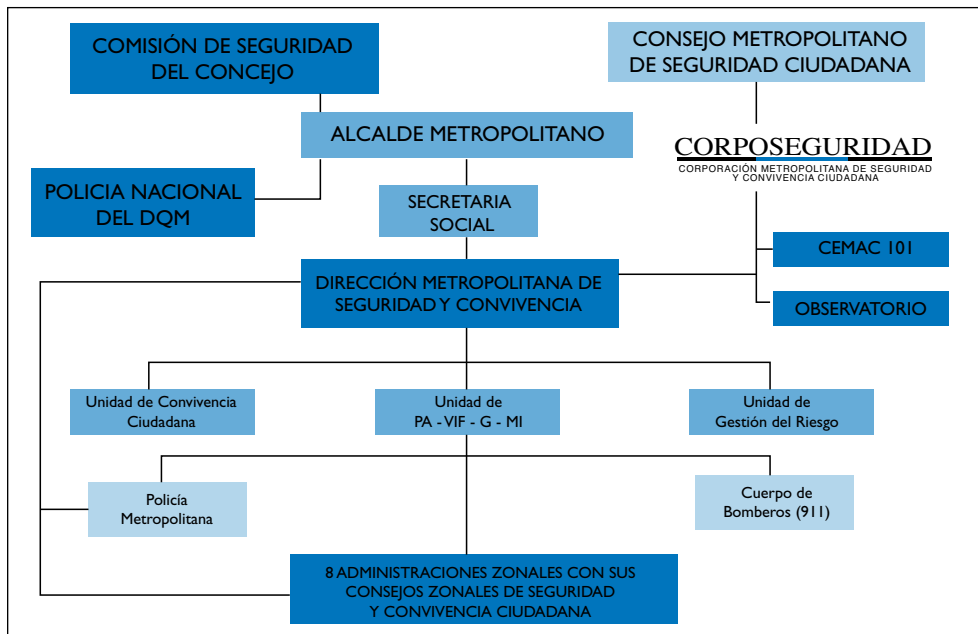 COMISIÓN DE SEGURIDAD
DEL CONCEJO
CONSEJO METROPOLITANO
DE SEGURIDAD CIUDADANA
ALCALDE METROPOLITANO
CORPOSEGURIDAD
CORPORACIÓN METROPOLITANA DE SEGURIDAD
Y CONVIVENCIA CIUDADANA
POLICIA NACIONAL
DEL DQM
SECRETARIA
SOCIAL
CEMAC 101
DIRECCIÓN METROPOLITANA DE
SEGURIDAD Y CONVIVENCIA
OBSERVATORIO
Unidad de Convivencia
Ciudadana
Unidad de
PA - VIF - G - MI
Unidad de
Gestión del Riesgo
Policía
Metropolitana
Cuerpo de
Bomberos (911)
8 ADMINISTRACIONES ZONALES CON SUS
CONSEJOS ZONALES DE SEGURIDAD
Y CONVIVENCIA CIUDADANA